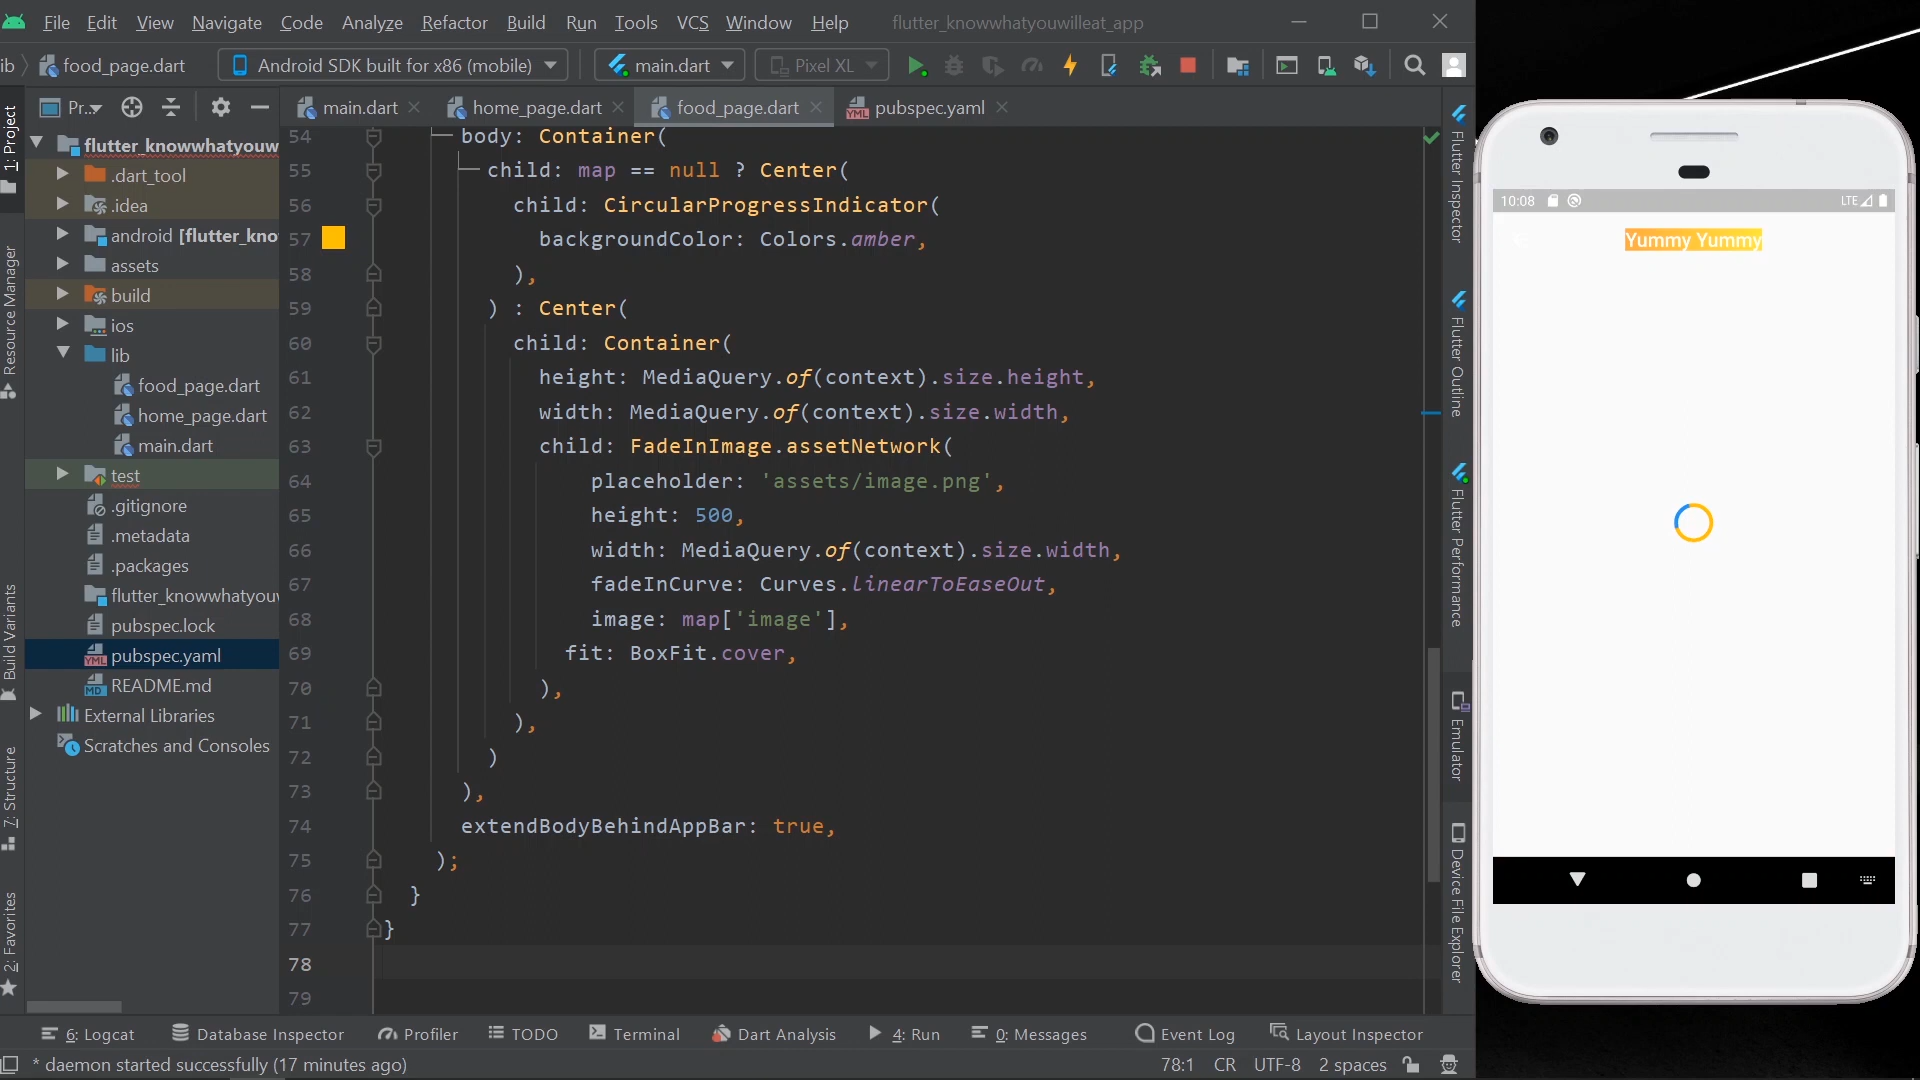 File Edit View Navigate Code Analyze Refactor Build Run Tools VCS Window Help flutter_knowwhatyouwilleat_app
ib food_page.dart Android SDK built for x86 (mobile) main.dart Pixel XL
Pr... main.dart home_page.dart food_page.dart pubspec.yaml
flutter_knowwhatyouw
.dart_tool
.idea
android [flutter_kno
assets
build
ios
lib
food_page.dart
home_page.dart
main.dart
test
.gitignore
.metadata
.packages
flutter_knowwhatyouw
pubspec.lock
pubspec.yaml
README.md
External Libraries
Scratches and Consoles
1: Project
Resource Manager
Build Variants
7: Structure
2: Favorites
54 body: Container(
55 child: map == null ? Center(
56 child: CircularProgressIndicator(
57 backgroundColor: Colors.amber,
58 ),
59 ) : Center(
60 child: Container(
61 height: MediaQuery.of(context).size.height,
62 width: MediaQuery.of(context).size.width,
63 child: FadeInImage.assetNetwork(
64 placeholder: 'assets/image.png',
65 height: 500,
66 width: MediaQuery.of(context).size.width,
67 fadeInCurve: Curves.linearToEaseOut,
68 image: map['image'],
69 fit: BoxFit.cover,
70 ),
71 ),
72 )
73 ),
74 extendBodyBehindAppBar: true,
75 );
76 }
77 }
78
79
Flutter Inspector
Flutter Outline
Flutter Performance
Emulator
Device File Explorer
10:08 LTE
Yummy Yummy
6: Logcat Database Inspector Profiler TODO Terminal Dart Analysis 4: Run 0: Messages Event Log Layout Inspector
* daemon started successfully (17 minutes ago) 78:1 CR UTF-8 2 spaces